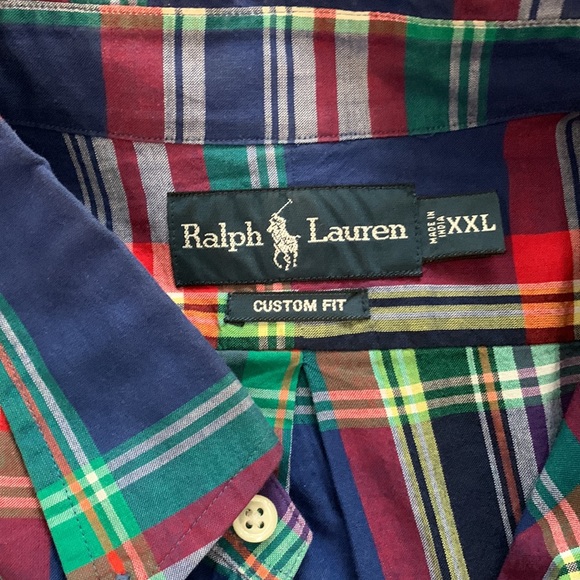 Ralph Lauren
MADE IN
INDIA
XXL
CUSTOM FIT